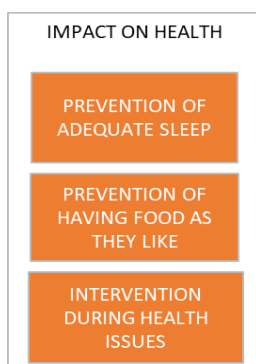 IMPACT ON HEALTH
PREVENTION OF
ADEQUATE SLEEP
PREVENTION OF
HAVING FOOD AS
THEY LIKE
INTERVENTION
DURING HEALTH
ISSUES